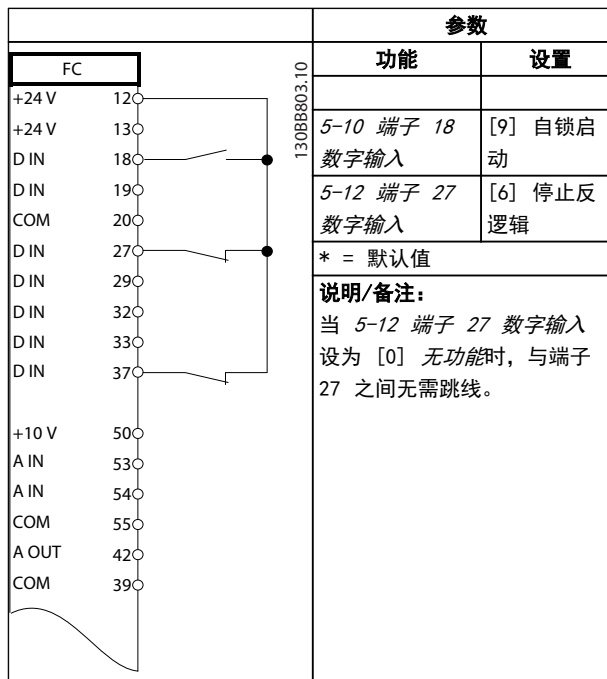 参数
功能 设置
FC
130BB803.10
+24 V 12
+24 V 13
D IN 18
D IN 19
COM 20
D IN 27
D IN 29
D IN 32
D IN 33
D IN 37
+10 V 50
A IN 53
A IN 54
COM 55
A OUT 42
COM 39
5-10 端子 18 [9] 自锁启
数字输入 动
5-12 端子 27 [6] 停止反
数字输入 逻辑
* = 默认值
说明/备注:
当 5-12 端子 27 数字输入
设为 [0] 无功能时, 与端子
27 之间无需跳线。